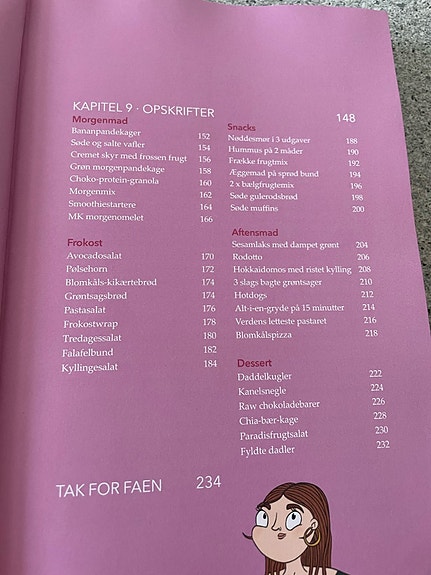 KAPITEL 9 · OPSKRIFTER 148
Morgenmad
Bananpandekager 152
Søde og salte vafler 154
Cremet skyr med frossen frugt 156
Grøn morgenpandekage 158
Choko-protein-granola 160
Morgenmix 162
Smoothiestartere 164
MK morgenomelet 166
Frokost
Avocadosalat 170
Pølsehorn 172
Blomkåls-kikærtebrød 174
Grøntsagsbrød 174
Pastasalat 176
Frokostwrap 178
Tredagessalat 180
Falafelbund 182
Kyllingesalat 184
Snacks
Nøddesmør i 3 udgaver 188
Hummus på 2 måder 190
Frække frugtmix 192
Æggemad på sprød bund 194
2 x bælgfrugtemix 196
Søde gulerodsbrød 198
Søde muffins 200
Aftensmad
Sesamlaks med dampet grønt 204
Rodotto 206
Hokkaidomos med ristet kylling 208
3 slags bagte grøntsager 210
Hotdogs 212
Alt-i-en-gryde på 15 minutter 214
Verdens letteste pastaret 216
Blomkålspizza 218
Dessert
Daddelkugler 222
Kanelsnegle 224
Raw chokoladebarer 226
Chia-bær-kage 228
Paradisfrugtsalat 230
Fyldte dadler 232
TAK FOR FAEN 234